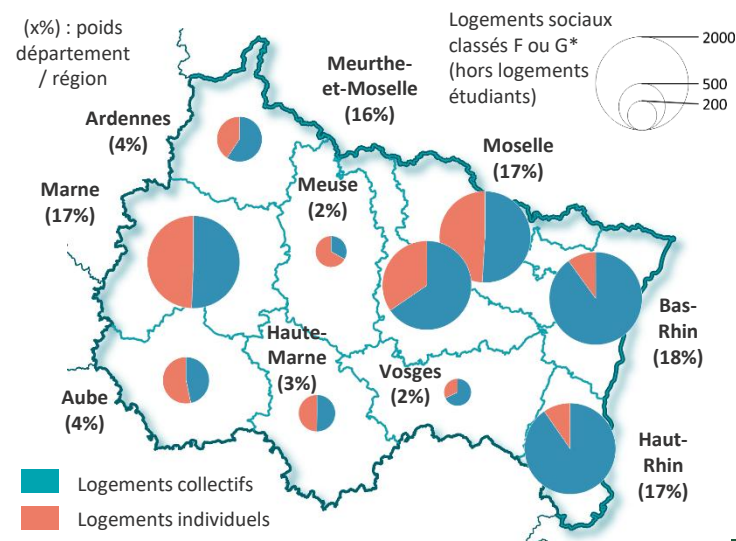 (x%) : poids
département
/ région
Logements sociaux
classés F ou G*
(hors logements
étudiants)
2000
500
200
Meurthe-
et-Moselle
(16%)
Ardennes
(4%)
Moselle
(17%)
Marne
(17%)
Meuse
(2%)
Bas-
Rhin
(18%)
Haute-
Marne
(3%)
Vosges
(2%)
Aube
(4%)
Haut-
Rhin
(17%)
Logements collectifs
Logements individuels